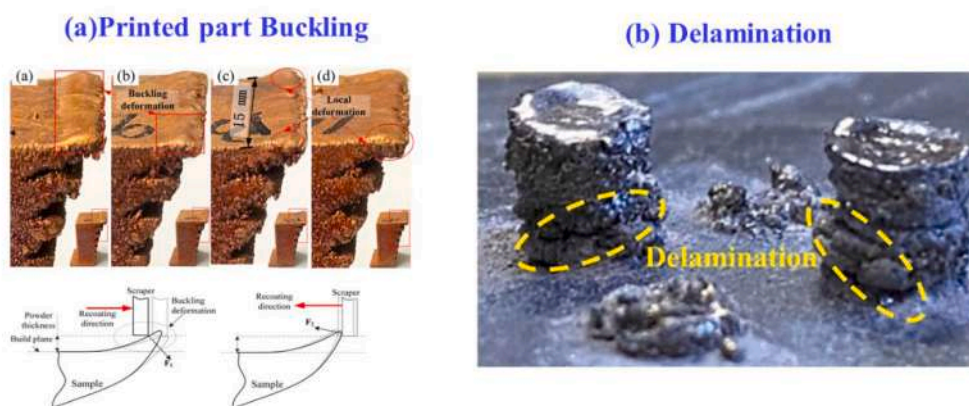 (a)Printed part Buckling
(b) Delamination
(a)
(b)
(c)
(d)
Buckling
deformation
15 mm
Local
deformation
Delamination
Scraper
Powder
thickness
Recoating
direction
Buckling
deformation
Build plane
F₁
Sample
Scraper
Recoating
direction
F₂
Sample